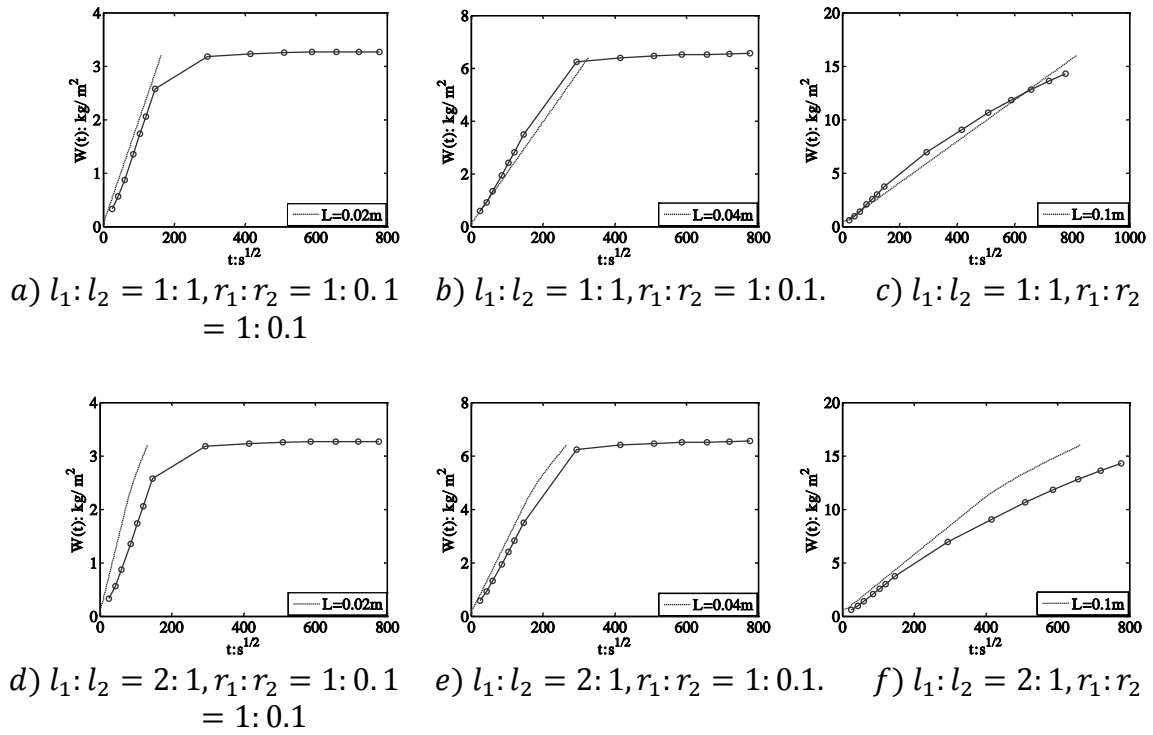 4
3
2
1
0
W(t): kg/m²
0 200 400 600 800
t:s^{1/2}
L=0.02m
8
6
4
2
0
W(t): kg/m²
0 200 400 600 800
t:s^{1/2}
L=0.04m
20
15
10
5
0
W(t): kg/m²
0 200 400 600 800 1000
t:s^{1/2}
L=0.1m
a) l₁: l₂ = 1: 1, r₁: r₂ = 1: 0. 1 b) l₁: l₂ = 1: 1, r₁: r₂ = 1: 0.1. c) l₁: l₂ = 1: 1, r₁: r₂
= 1: 0.1
4
3
2
1
0
W(t): kg/m²
0 200 400 600 800
t:s^{1/2}
L=0.02m
8
6
4
2
0
W(t): kg/m²
0 200 400 600 800
t:s^{1/2}
L=0.04m
20
15
10
5
0
W(t): kg/m²
0 200 400 600 800
t:s^{1/2}
L=0.1m
d) l₁: l₂ = 2: 1, r₁: r₂ = 1: 0. 1 e) l₁: l₂ = 2: 1, r₁: r₂ = 1: 0.1. f) l₁: l₂ = 2: 1, r₁: r₂
= 1: 0.1